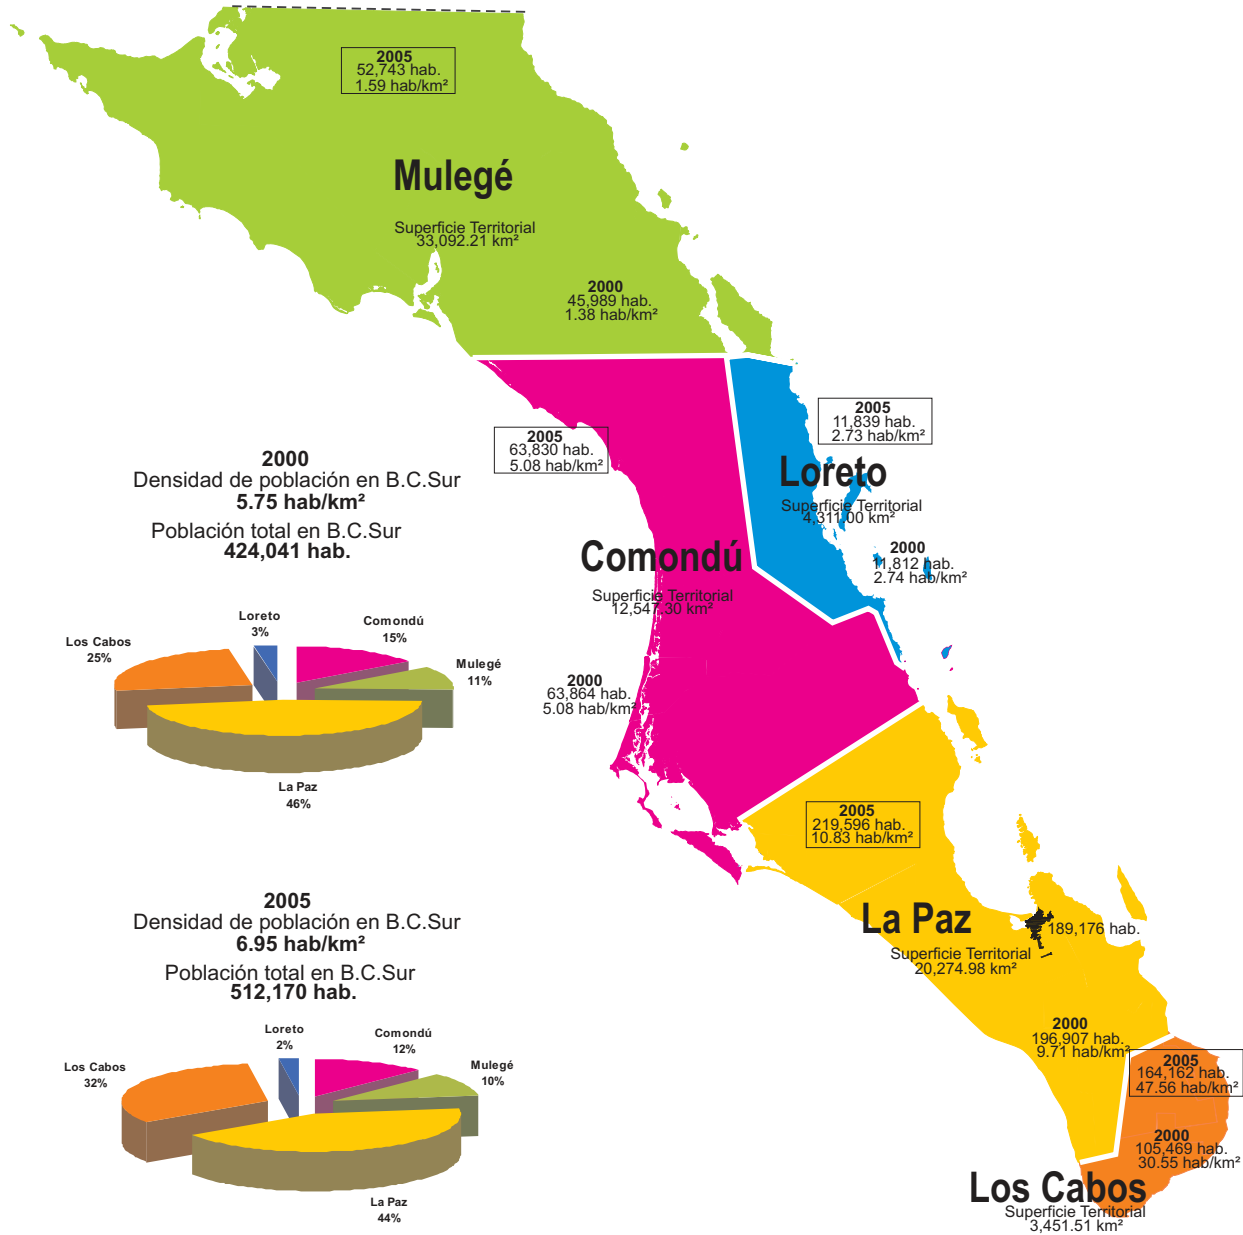 2005
52,743 hab.
1.59 hab/km²
Mulegé
Superficie Territorial
33,092.21 km²
2000
45,989 hab.
1.38 hab/km²
2005
11,839 hab.
2.73 hab/km²
Loreto
Superficie Territorial
4,311.00 km²
2000
11,812 hab.
2.74 hab/km²
2005
63,830 hab.
5.08 hab/km²
Comondú
Superficie Territorial
12,547.30 km²
2000
63,864 hab.
5.08 hab/km²
2000
Densidad de población en B.C.Sur
5.75 hab/km²
Población total en B.C.Sur
424,041 hab.
Loreto
3%
Comondú
15%
Los Cabos
25%
Mulegé
11%
La Paz
46%
2005
219,596 hab.
10.83 hab/km²
La Paz
189,176 hab.
Superficie Territorial
20,274.98 km²
2000
196,907 hab.
9.71 hab/km²
2005
Densidad de población en B.C.Sur
6.95 hab/km²
Población total en B.C.Sur
512,170 hab.
Loreto
2%
Comondú
12%
Los Cabos
32%
Mulegé
10%
La Paz
44%
2005
164,162 hab.
47.56 hab/km²
2000
105,469 hab.
30.55 hab/km²
Los Cabos
Superficie Territorial
3,451.51 km²